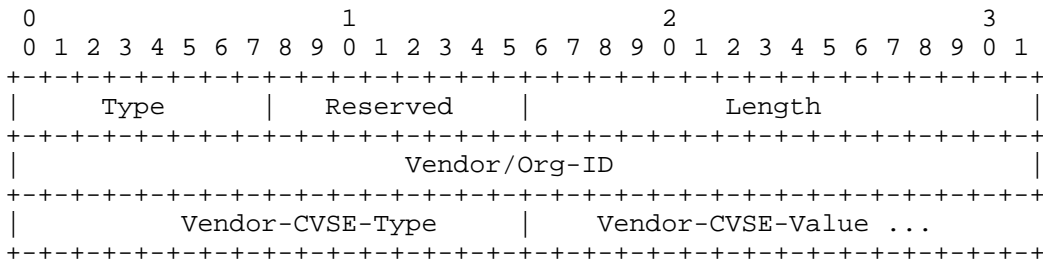 0                   1                   2                   3
 0 1 2 3 4 5 6 7 8 9 0 1 2 3 4 5 6 7 8 9 0 1 2 3 4 5 6 7 8 9 0 1
+-+-+-+-+-+-+-+-+-+-+-+-+-+-+-+-+-+-+-+-+-+-+-+-+-+-+-+-+-+-+-+-+
|     Type      |   Reserved    |            Length             |
+-+-+-+-+-+-+-+-+-+-+-+-+-+-+-+-+-+-+-+-+-+-+-+-+-+-+-+-+-+-+-+-+
|                        Vendor/Org-ID                          |
+-+-+-+-+-+-+-+-+-+-+-+-+-+-+-+-+-+-+-+-+-+-+-+-+-+-+-+-+-+-+-+-+
|          Vendor-CVSE-Type     |    Vendor-CVSE-Value ...
+-+-+-+-+-+-+-+-+-+-+-+-+-+-+-+-+-+-+-+-+-+-+-+-+-+-+-+-+-+-+-+-+